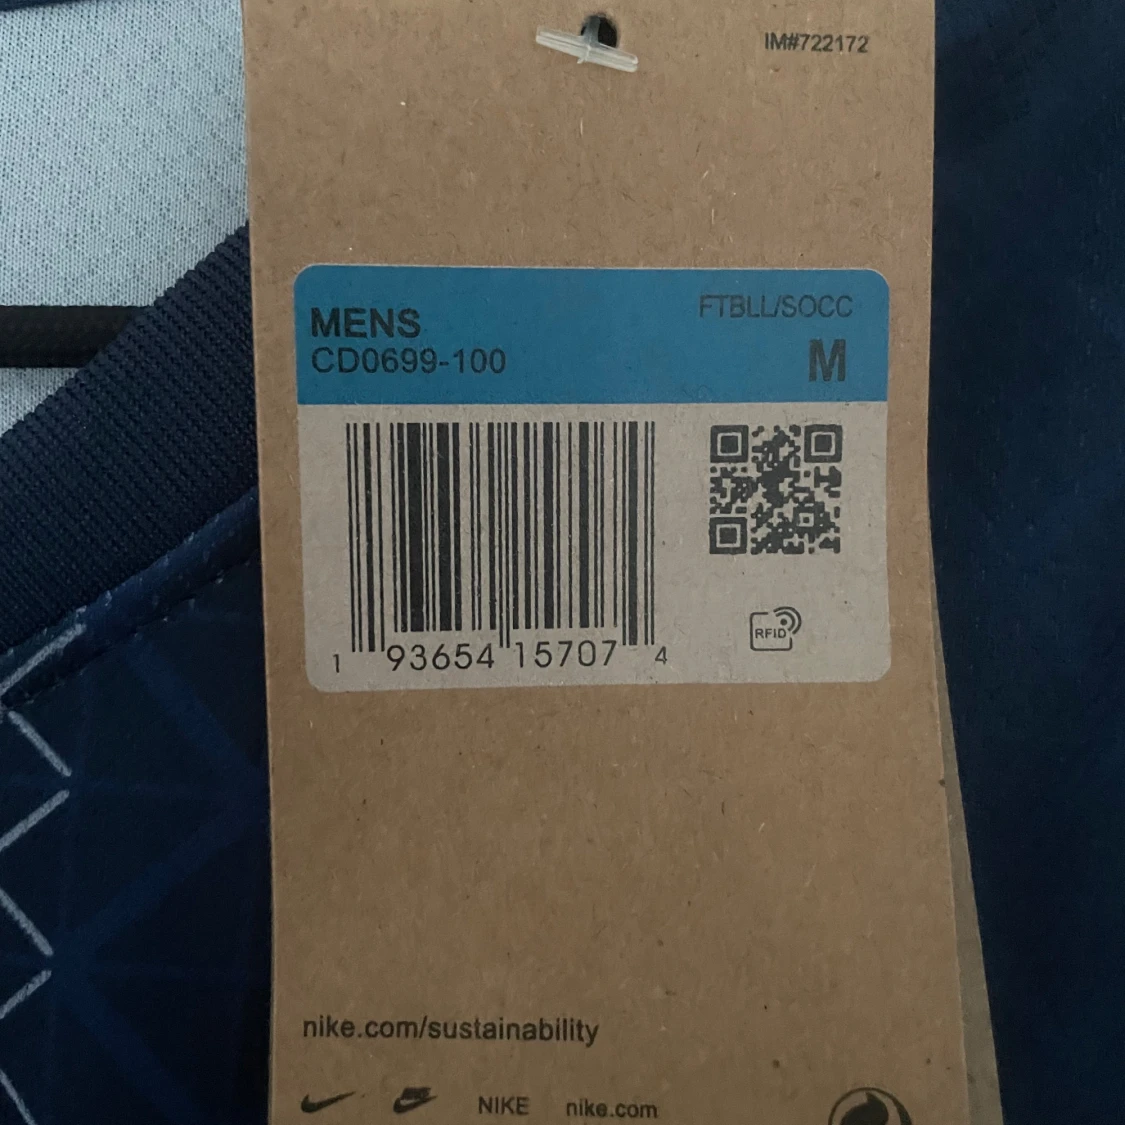 IM#722172
MENS
FTBLL/SOCC
CD0699-100
M
1 93654 15707 4
RFID
nike.com/sustainability
NIKE nike.com